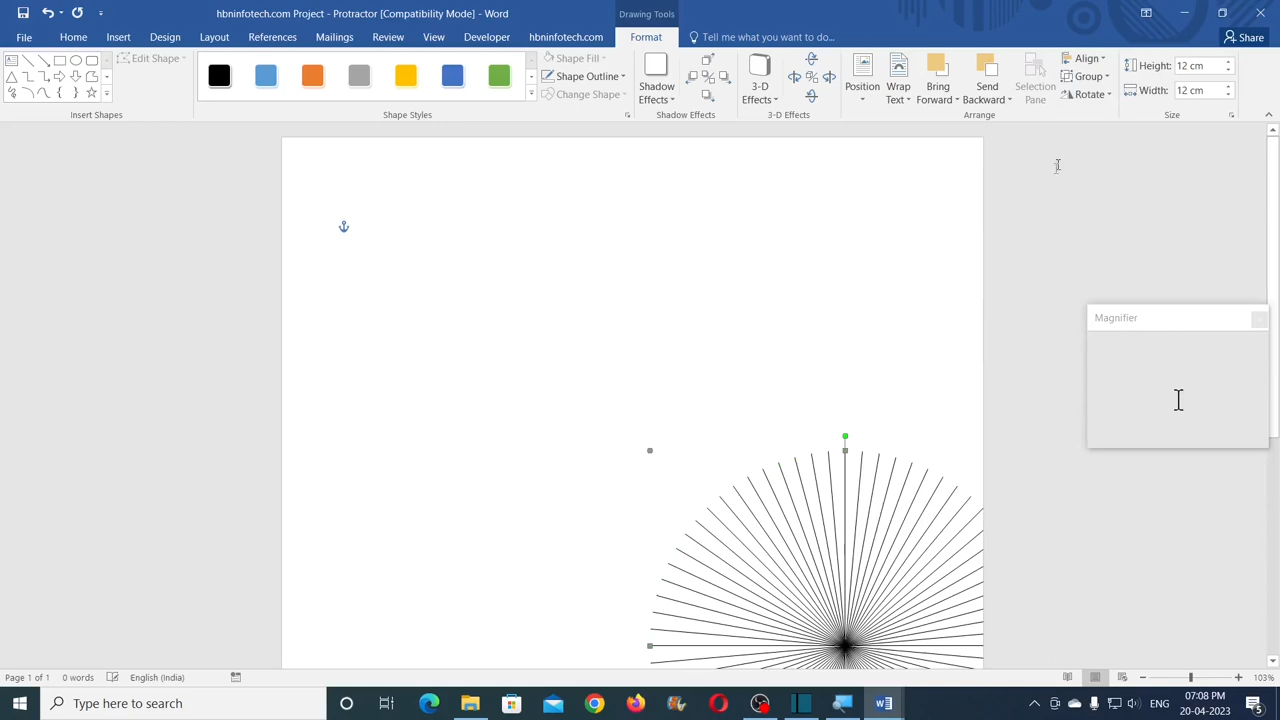 hbninfotech.com Project - Protractor [Compatibility Mode] - Word
Drawing Tools
File Home Insert Design Layout References Mailings Review View Developer hbninfotech.com Format Tell me what you want to do... Share
Edit Shape
Insert Shapes
Shape Fill
Shape Outline
Change Shape
Shape Styles
Shadow Effects
Shadow Effects
3-D Effects
3-D Effects
Position
Wrap Text
Bring Forward
Send Backward
Selection Pane
Align
Group
Rotate
Arrange
Height: 12 cm
Width: 12 cm
Size
Magnifier
Page 1 of 1 0 words English (India) 103%
Type here to search
ENG
07:08 PM
20-04-2023
5